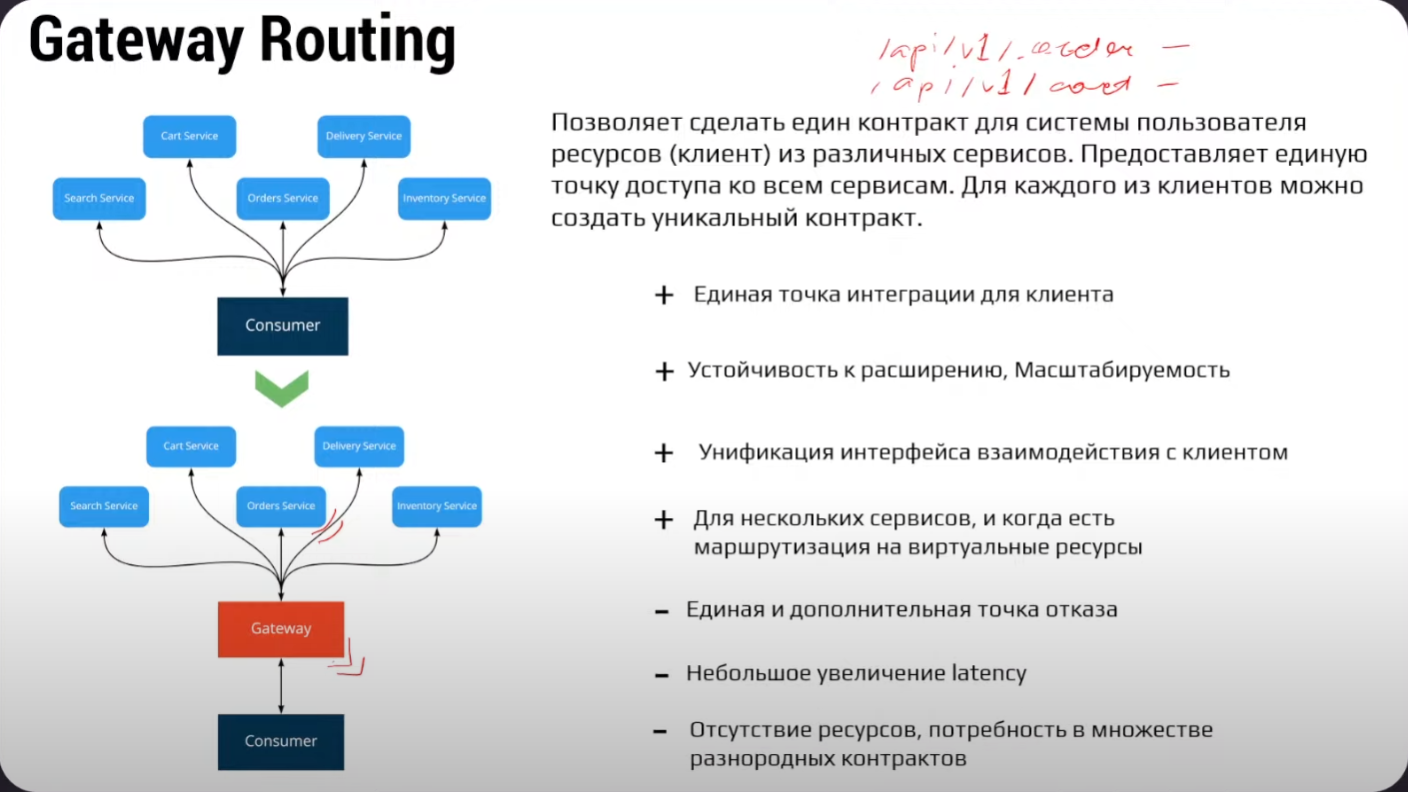 Gateway Routing
/api/v1/order –
/api/v1/
Позволяет сделать един контракт для системы пользователя
ресурсов (клиент) из различных сервисов. Предоставляет единую
точку доступа ко всем сервисам. Для каждого из клиентов можно
создать уникальный контракт.
Cart Service
Delivery Service
Search Service
Orders Service
Inventory Service
Consumer
Cart Service
Delivery Service
Search Service
Orders Service
Inventory Service
Gateway
Consumer
+ Единая точка интеграции для клиента
+ Устойчивость к расширению, Масштабируемость
+ Унификация интерфейса взаимодействия с клиентом
+ Для нескольких сервисов, и когда есть
маршрутизация на виртуальные ресурсы
– Единая и дополнительная точка отказа
– Небольшое увеличение latency
– Отсутствие ресурсов, потребность в множестве
разнородных контрактов